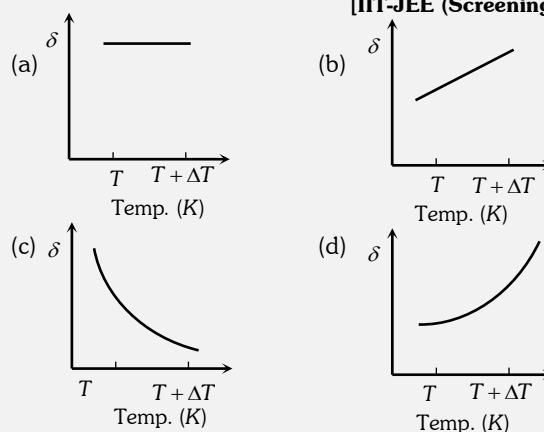 [IIT-JEE (Screening
(a) δ
T T + ΔT
Temp. (K)
(b) δ
T T + ΔT
Temp. (K)
(c) δ
T T + ΔT
Temp. (K)
(d) δ
T T + ΔT
Temp. (K)